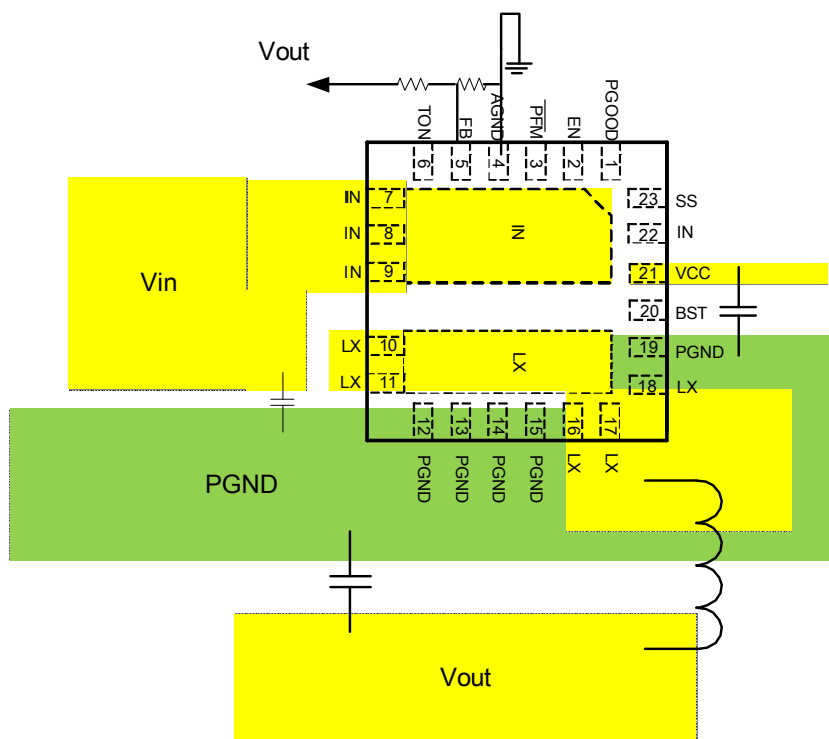 Vout
TON
FB
AGND
PFM
EN
PGOOD
6
5
4
3
2
1
IN 7
IN 8
IN 9
IN
23 SS
22 IN
21 VCC
20 BST
19 PGND
18 LX
Vin
LX 10
LX 11
LX
12
13
14
15
16
17
PGND
PGND
PGND
PGND
LX
LX
PGND
Vout